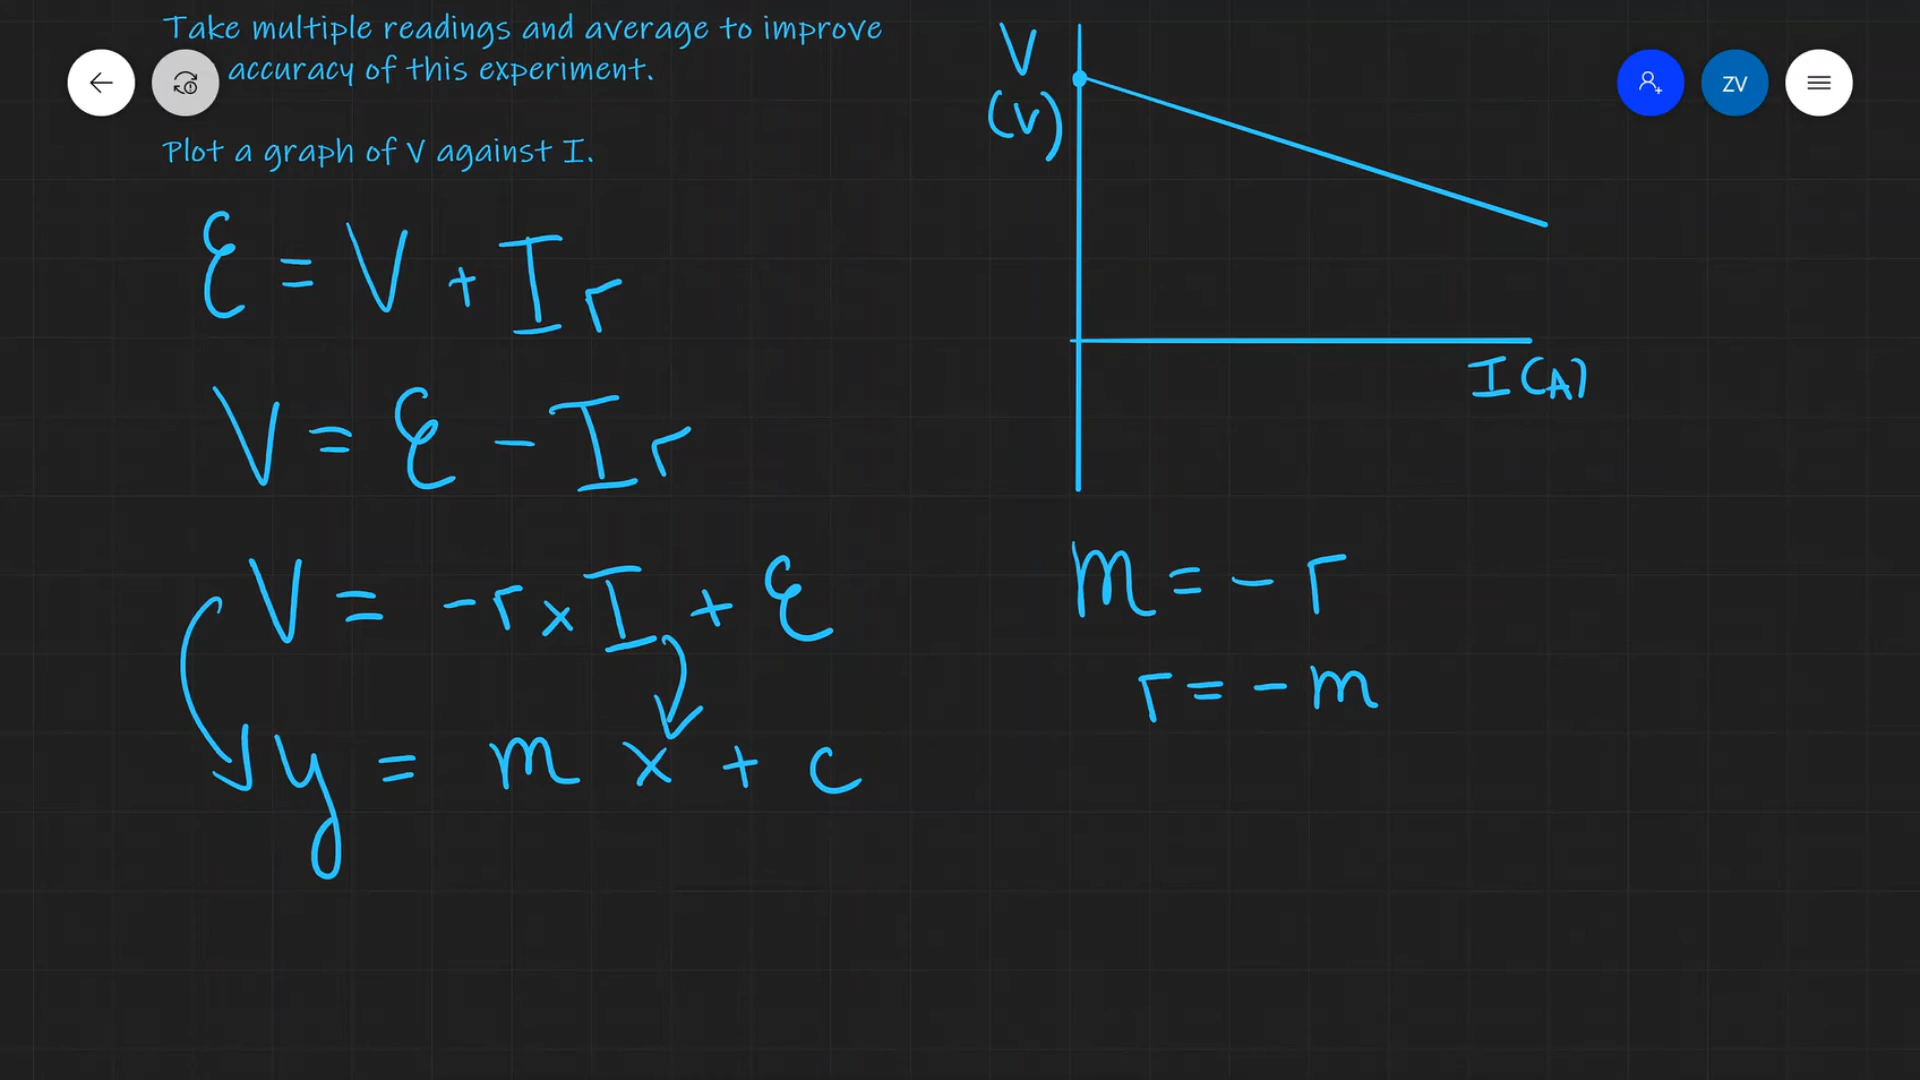 Take multiple readings and average to improve
accuracy of this experiment.
Plot a graph of V against I.
ε = V + Ir
V = ε - Ir
V = -r × I + ε
y = m x + c
V
(V)
I (A)
m = - r
r = - m
ZV